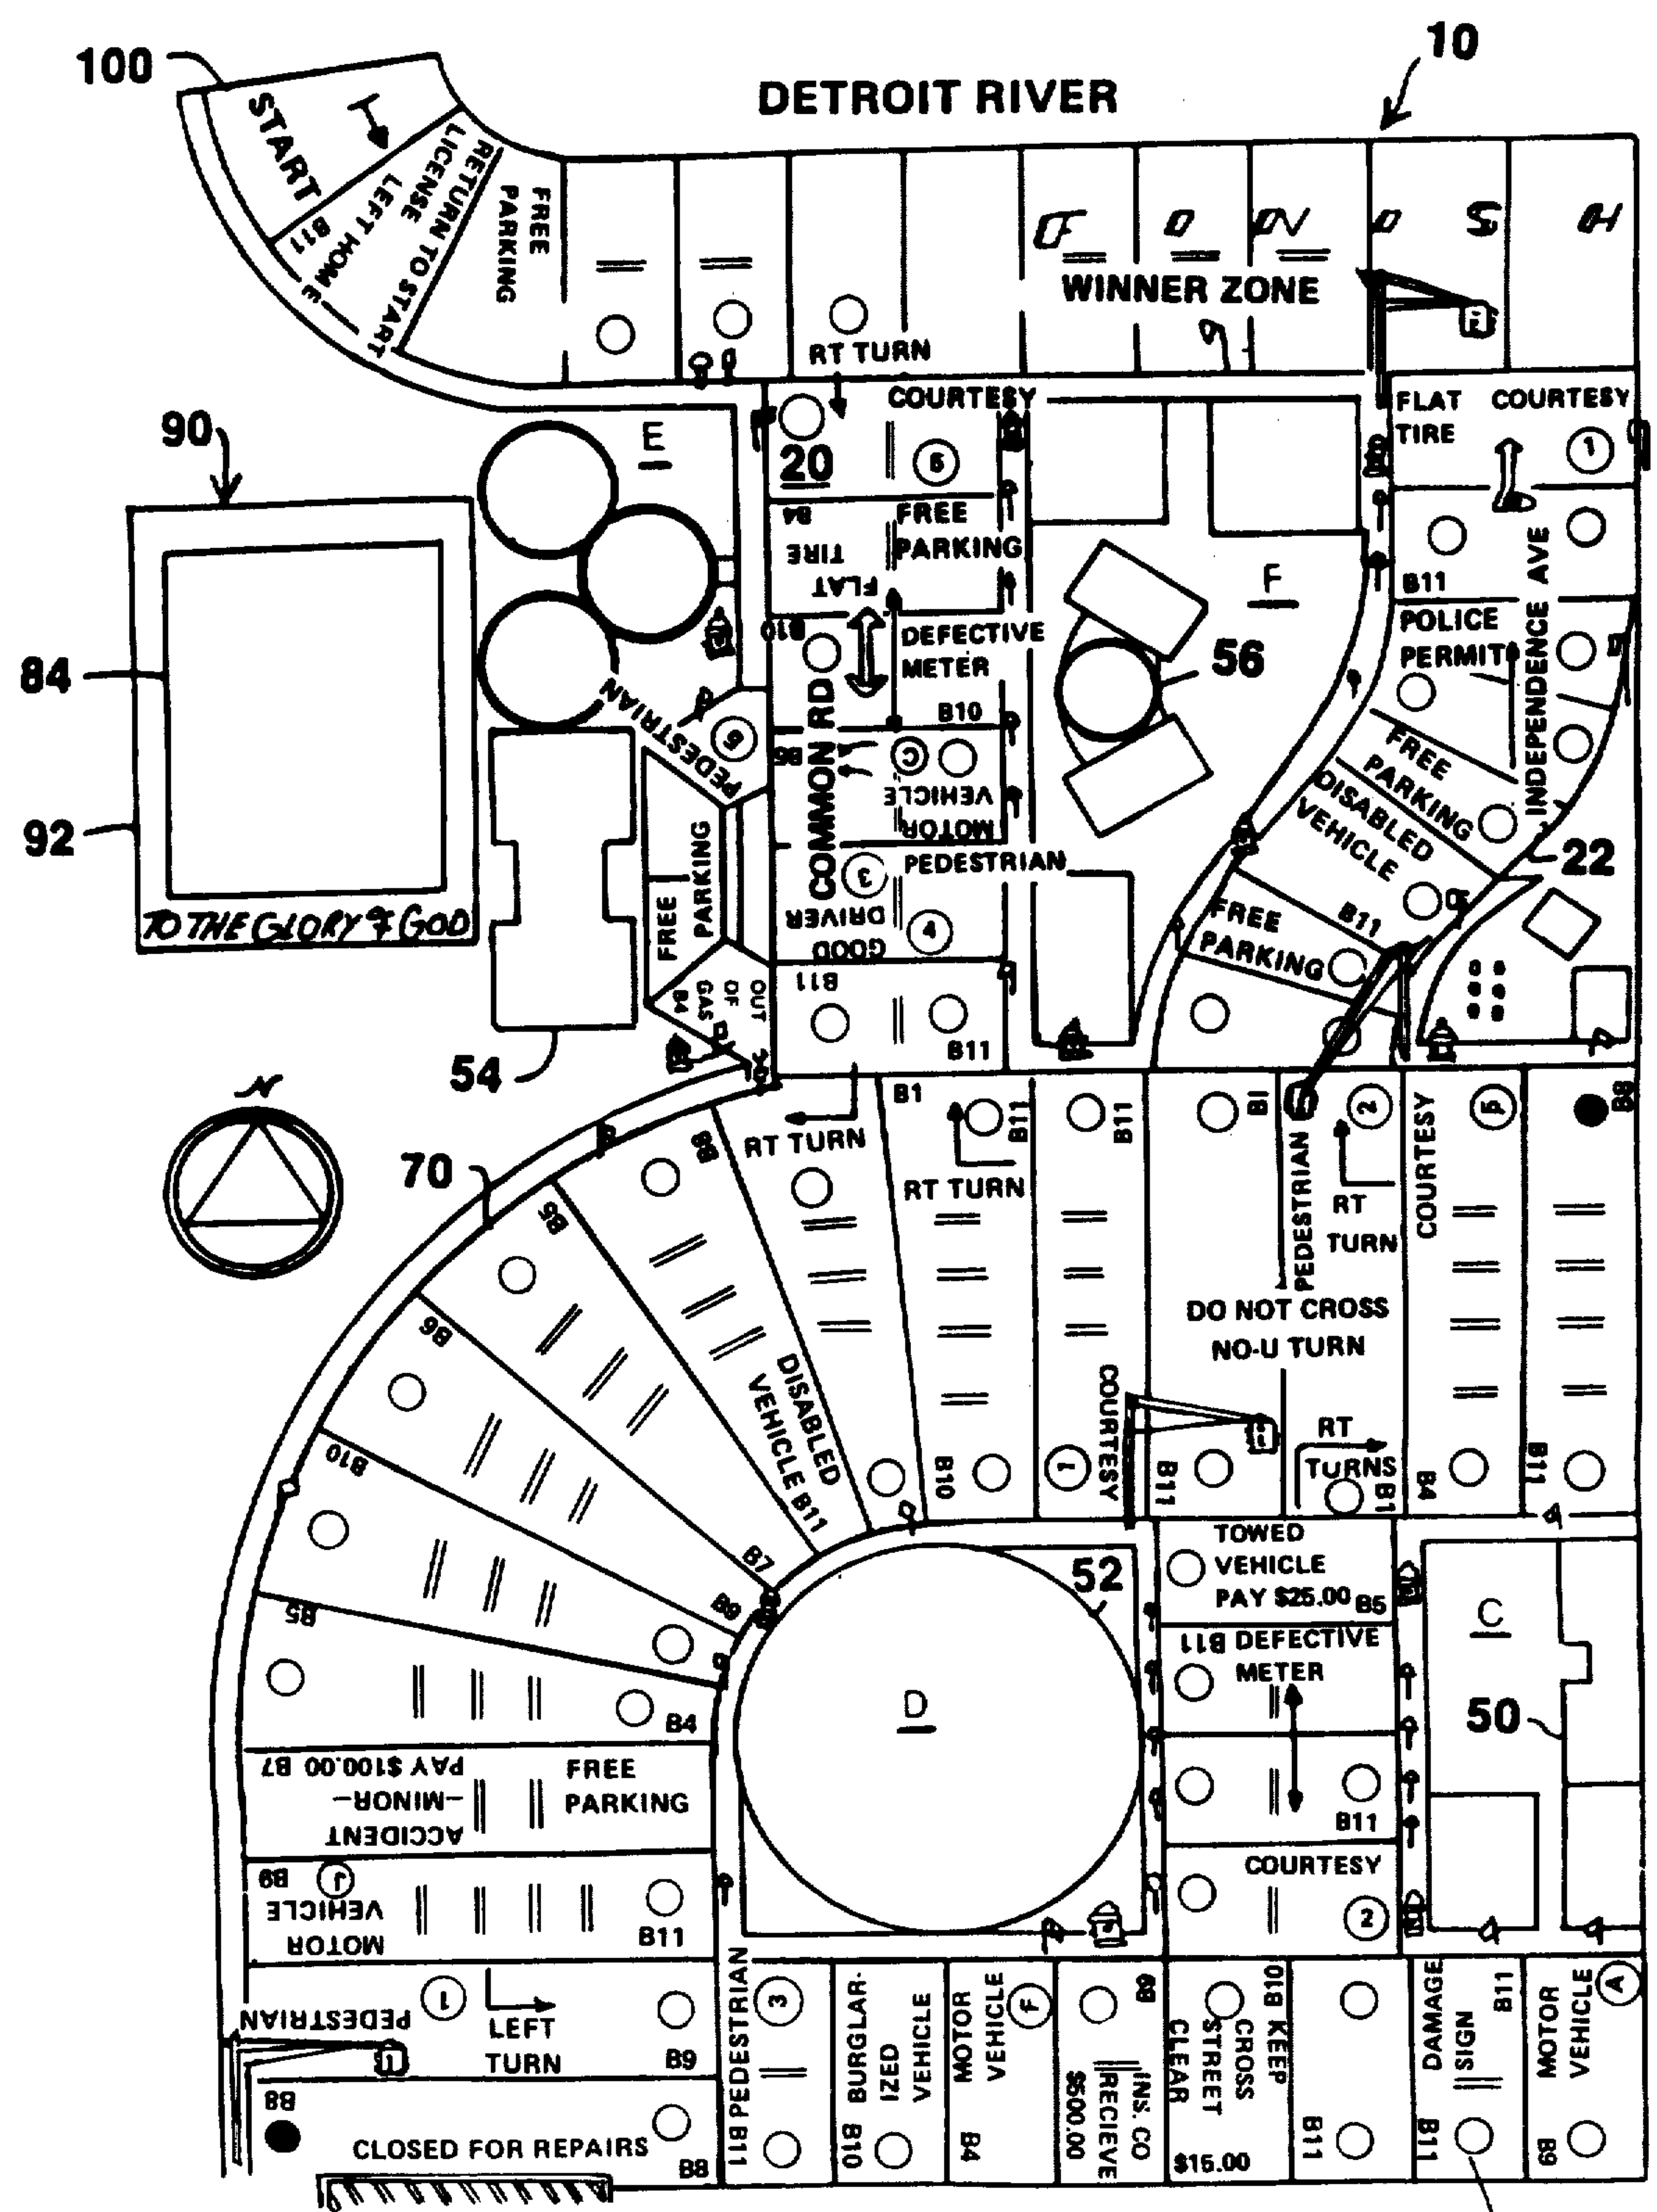 100
10
DETROIT RIVER
START
B11
LICENSE
LEFT HOME
RETURN TO START
FREE
PARKING
WINNER ZONE
RT TURN
COURTESY
FLAT
TIRE
COURTESY
1
90
E
20
5
B4
FLAT
TIRE
FREE
PARKING
B11
INDEPENDENCE AVE
F
POLICE
PERMIT
84
B10
DEFECTIVE
METER
B10
56
PEDESTRIAN
6
COMMON RD
B6
C
MOTOR
VEHICLE
FREE
PARKING
DISABLED
VEHICLE
B11
22
92
TO THE GLORY OF GOD
FREE
PARKING
PEDESTRIAN
3
GOOD
DRIVER
4
FREE
PARKING
OUT
OF
GAS
B4
B11
B11
54
N
70
B8
RT TURN
B1
RT TURN
B11
B11
B1
PEDESTRIAN
2
RT
TURN
COURTESY
5
B8
B5
B6
B10
B5
DO NOT CROSS
NO-U TURN
DISABLED
VEHICLE B11
B10
COURTESY
1
B11
RT
TURNS
B1
B4
B11
B7
B9
52
TOWED
VEHICLE
PAY $25.00 B5
B11 DEFECTIVE
METER
C
D
50
B4
ACCIDENT
-MINOR-
PAY $100.00 B7
FREE
PARKING
B11
COURTESY
2
MOTOR
VEHICLE
B9
J
B11
PEDESTRIAN
1
LEFT
TURN
B9
B8
CLOSED FOR REPAIRS
B8
B11 PEDESTRIAN
3
BURGLAR-
IZED
VEHICLE
B10
MOTOR
VEHICLE
F
B4
B9
INS. CO
RECIEVE
$500.00
B10 KEEP
CROSS
STREET
CLEAR
$15.00
B11
DAMAGE
SIGN
B11
B11
MOTOR
VEHICLE
A
B9